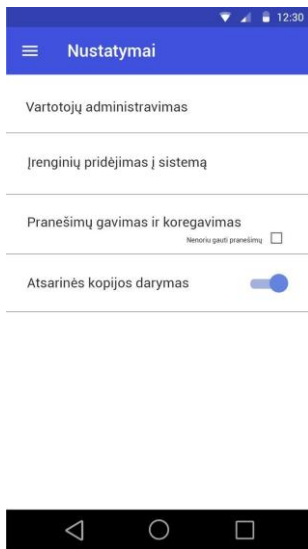 12:30
Nustatymai
Vartotojų administravimas
Įrenginių pridėjimas į sistemą
Pranešimų gavimas ir koregavimas
Nenoriu gauti pranešimų
Atsarinės kopijos darymas